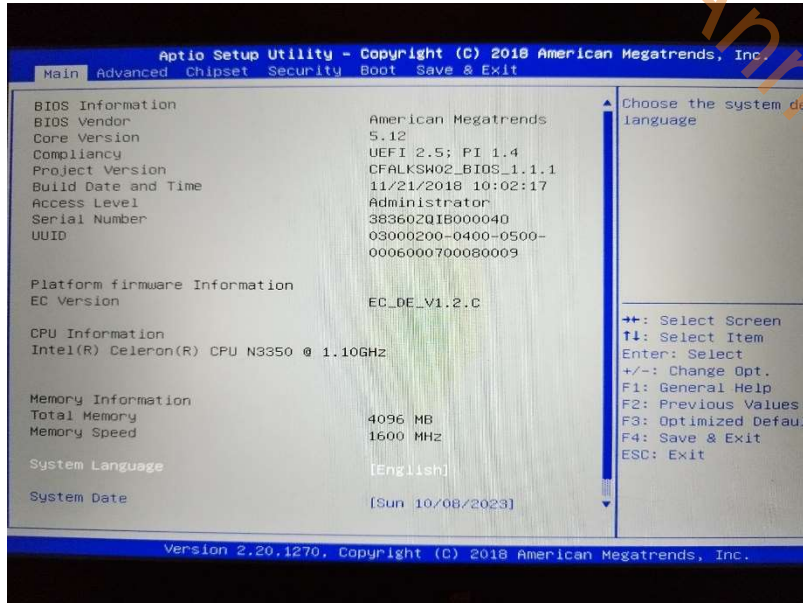 Aptio Setup Utility – Copyright (C) 2018 American Megatrends, Inc.
Main Advanced Chipset Security Boot Save & Exit
BIOS Information
BIOS Vendor American Megatrends
Core Version 5.12
Compliancy UEFI 2.5; PI 1.4
Project Version CFALKSW02_BIOS_1.1.1
Build Date and Time 11/21/2018 10:02:17
Access Level Administrator
Serial Number 38360ZQIB000040
UUID 03000200-0400-0500-
0006000700080009
Platform firmware Information
EC Version EC_DE_V1.2.C
CPU Information
Intel(R) Celeron(R) CPU N3350 @ 1.10GHz
Memory Information
Total Memory 4096 MB
Memory Speed 1600 MHz
System Language [English]
System Date [Sun 10/08/2023]
Choose the system de
language
→←: Select Screen
↑↓: Select Item
Enter: Select
+/-: Change Opt.
F1: General Help
F2: Previous Values
F3: Optimized Defau
F4: Save & Exit
ESC: Exit
Version 2.20.1270. Copyright (C) 2018 American Megatrends, Inc.